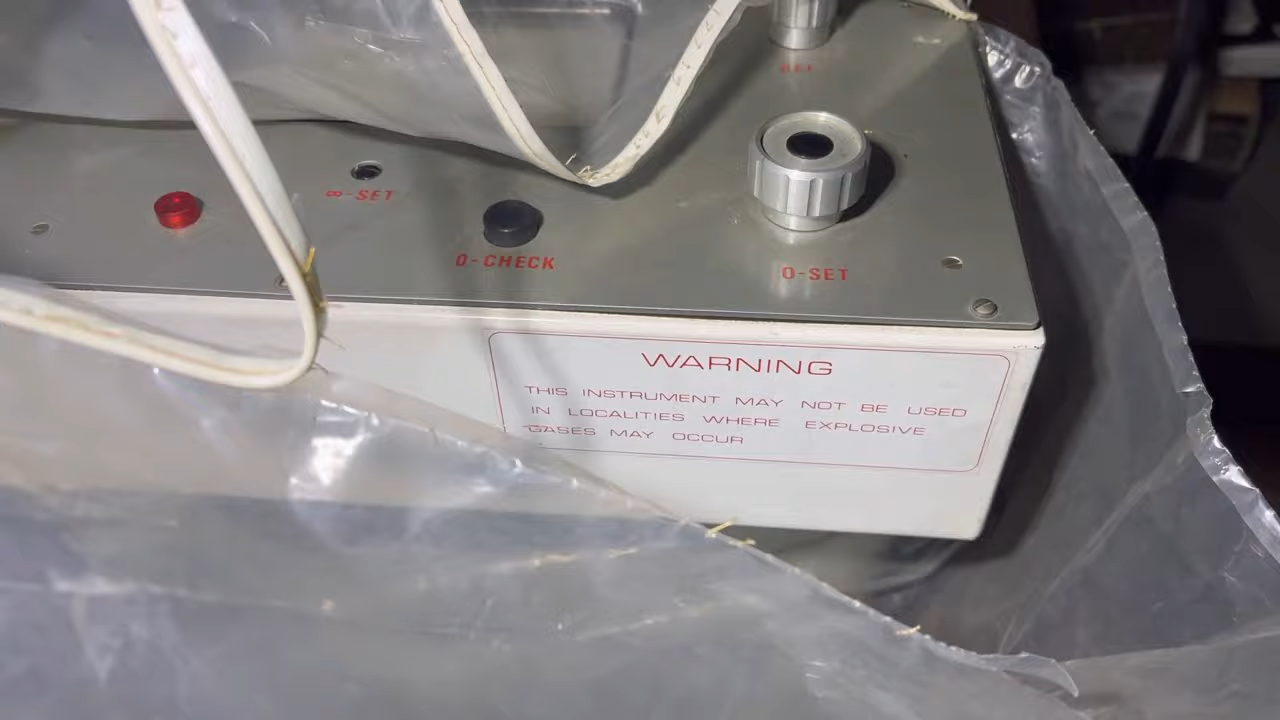 ∞-SET
0-CHECK
0-SET
WARNING
THIS INSTRUMENT MAY NOT BE USED
IN LOCALITIES WHERE EXPLOSIVE
GASES MAY OCCUR